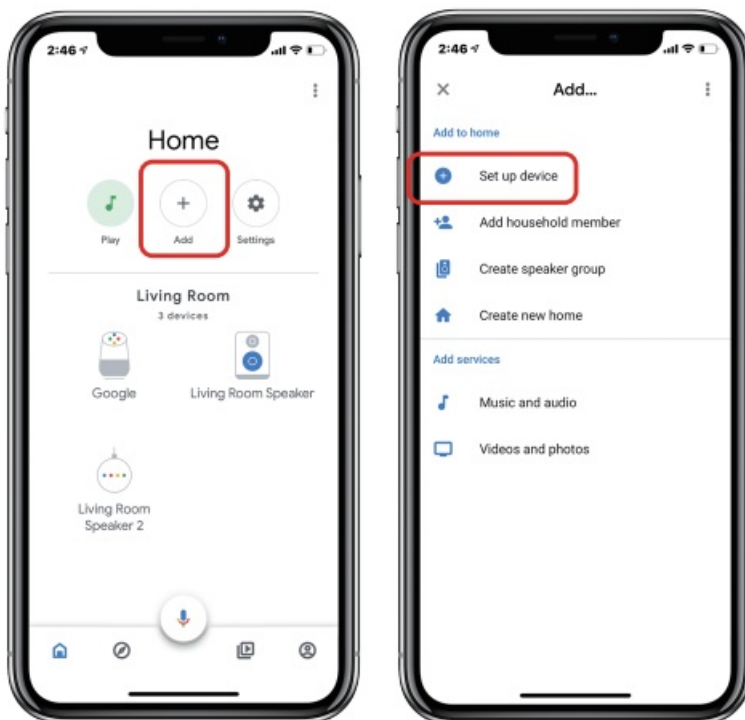 2:46
Home
Play
Add
Settings
Living Room
3 devices
Google
Living Room Speaker
Living Room
Speaker 2
2:46
Add...
Add to home
Set up device
Add household member
Create speaker group
Create new home
Add services
Music and audio
Videos and photos